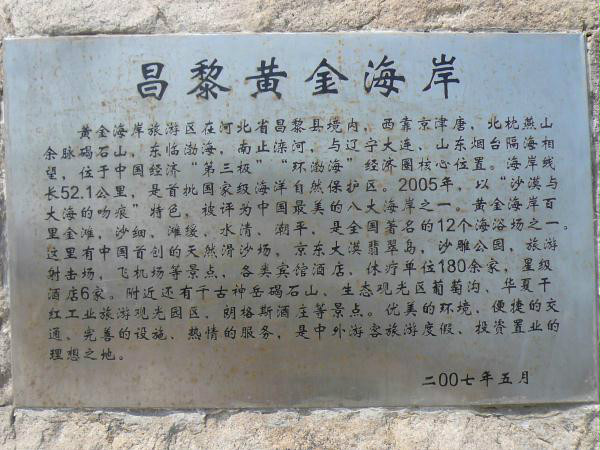 昌黎黄金海岸
黄金海岸旅游区在河北省昌黎县境内，西靠京津唐，北枕燕山
余脉碣石山，东临渤海，南止滦河，与辽宁大连、山东烟台隔海相
望，位于中国经济“第三极”“环渤海”经济圈核心位置。海岸线
长52.1公里，是首批国家级海洋自然保护区。2005年，以“沙漠与
大海的吻痕”特色，被评为中国最美的八大海岸之一。黄金海岸百
里金滩，沙细、滩缓、水清、潮平，是全国著名的12个海浴场之一。
这里有中国首创的天然滑沙场，京东大漠翡翠岛，沙雕公园，旅游
射击场，飞机场等景点，各类宾馆酒店，休疗单位180余家，星级
酒店6家。附近还有千古神岳碣石山、生态观光区葡萄沟、华夏干
红工业旅游观光园区，朗格斯酒庄等景点。优美的环境、便捷的交
通、完善的设施、热情的服务，是中外游客旅游度假、投资置业的
理想之地。
二00七年五月